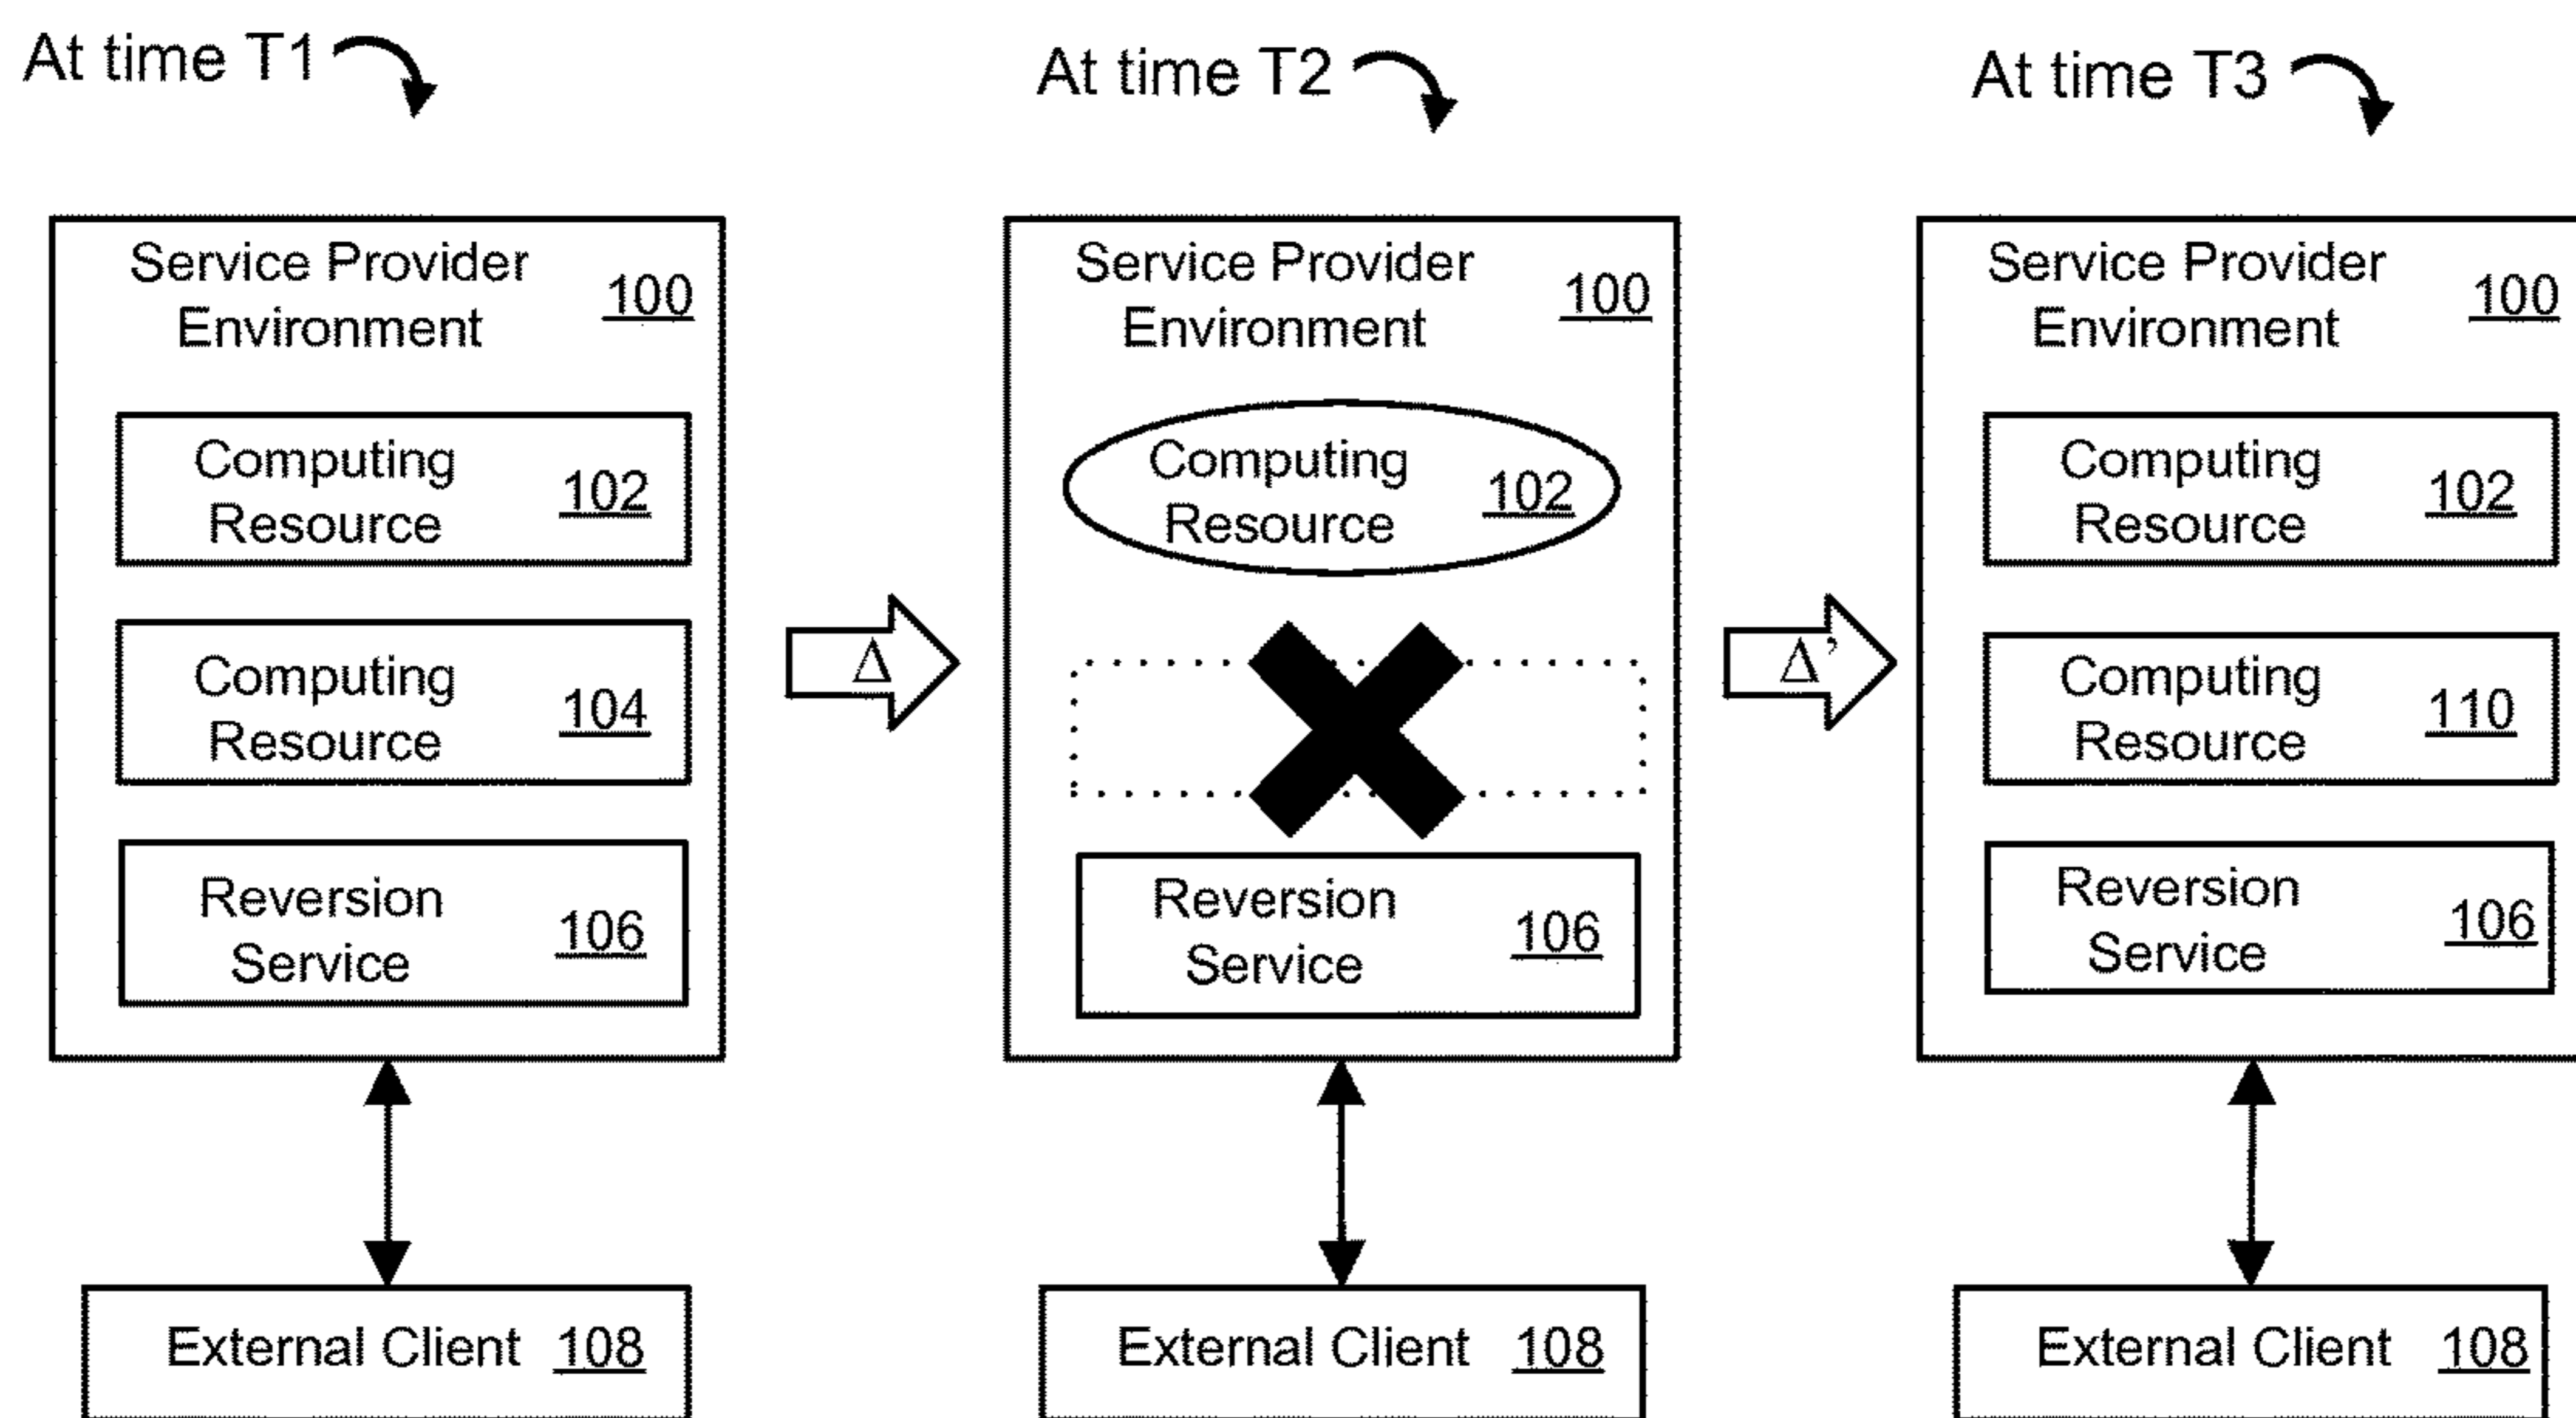 At time T1
Service Provider
Environment
100
Computing
Resource
102
Computing
Resource
104
Reversion
Service
106
External Client 108
Δ
At time T2
Service Provider
Environment
100
Computing
Resource
102
Reversion
Service
106
External Client 108
Δ’
At time T3
Service Provider
Environment
100
Computing
Resource
102
Computing
Resource
110
Reversion
Service
106
External Client 108